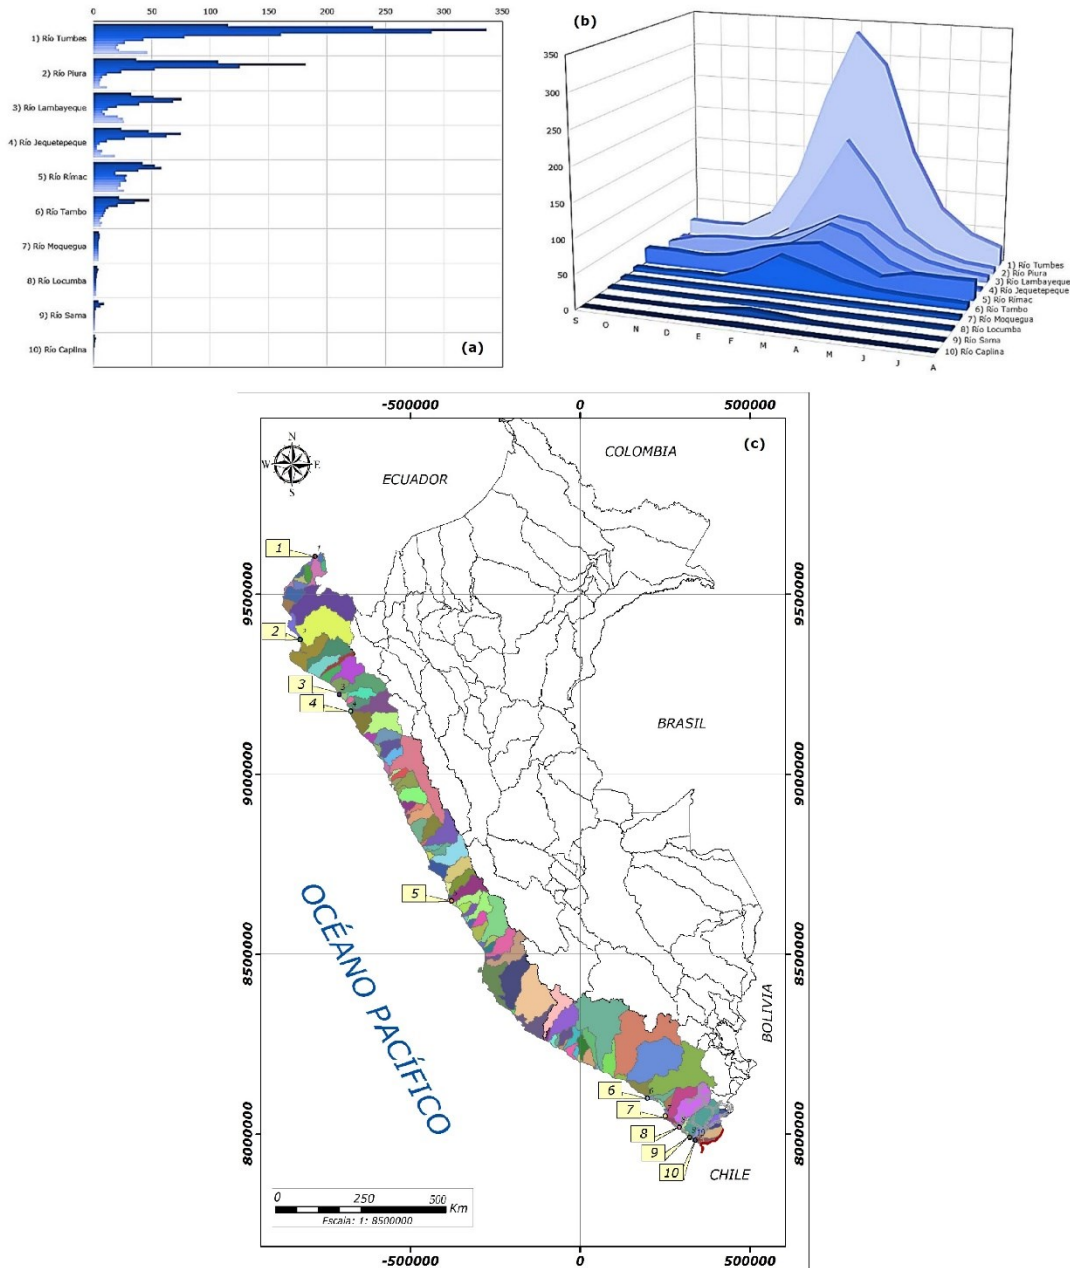 0 50 100 150 200 250 300 350
1) Río Tumbes
2) Río Piura
3) Río Lambayeque
4) Río Jequetepeque
5) Río Rímac
6) Río Tambo
7) Río Moquegua
8) Río Locumba
9) Río Sama
10) Río Caplina
(a)
(b)
350
300
250
200
150
100
50
0
S O N D E F M A M J J A
1) Río Tumbes
2) Río Piura
3) Río Lambayeque
4) Río Jequetepeque
5) Río Rímac
6) Río Tambo
7) Río Moquegua
8) Río Locumba
9) Río Sama
10) Río Caplina
-500000 0 500000
(c)
N
W E
S
COLOMBIA
ECUADOR
BRASIL
BOLIVIA
CHILE
OCÉANO PACÍFICO
9500000
9000000
8500000
8000000
9500000
9000000
8500000
8000000
1
2
3
4
5
6
7
8
9
10
0 250 500
Km
Escala: 1: 8500000
-500000 0 500000